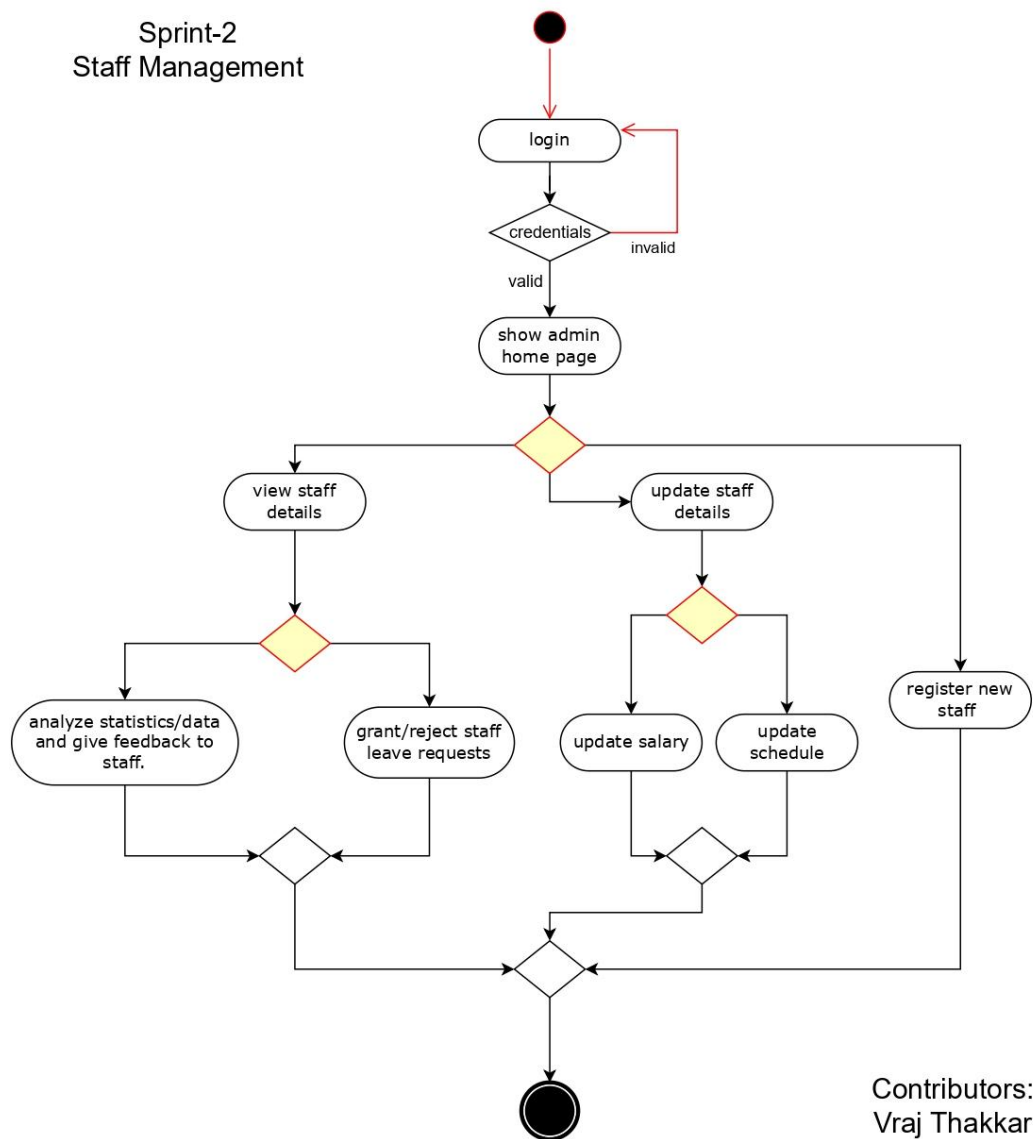 Sprint-2
Staff Management
login
credentials
invalid
valid
show admin
home page
view staff
details
update staff
details
register new
staff
analyze statistics/data
and give feedback to
staff.
grant/reject staff
leave requests
update salary
update
schedule
Contributors:
Vraj Thakkar